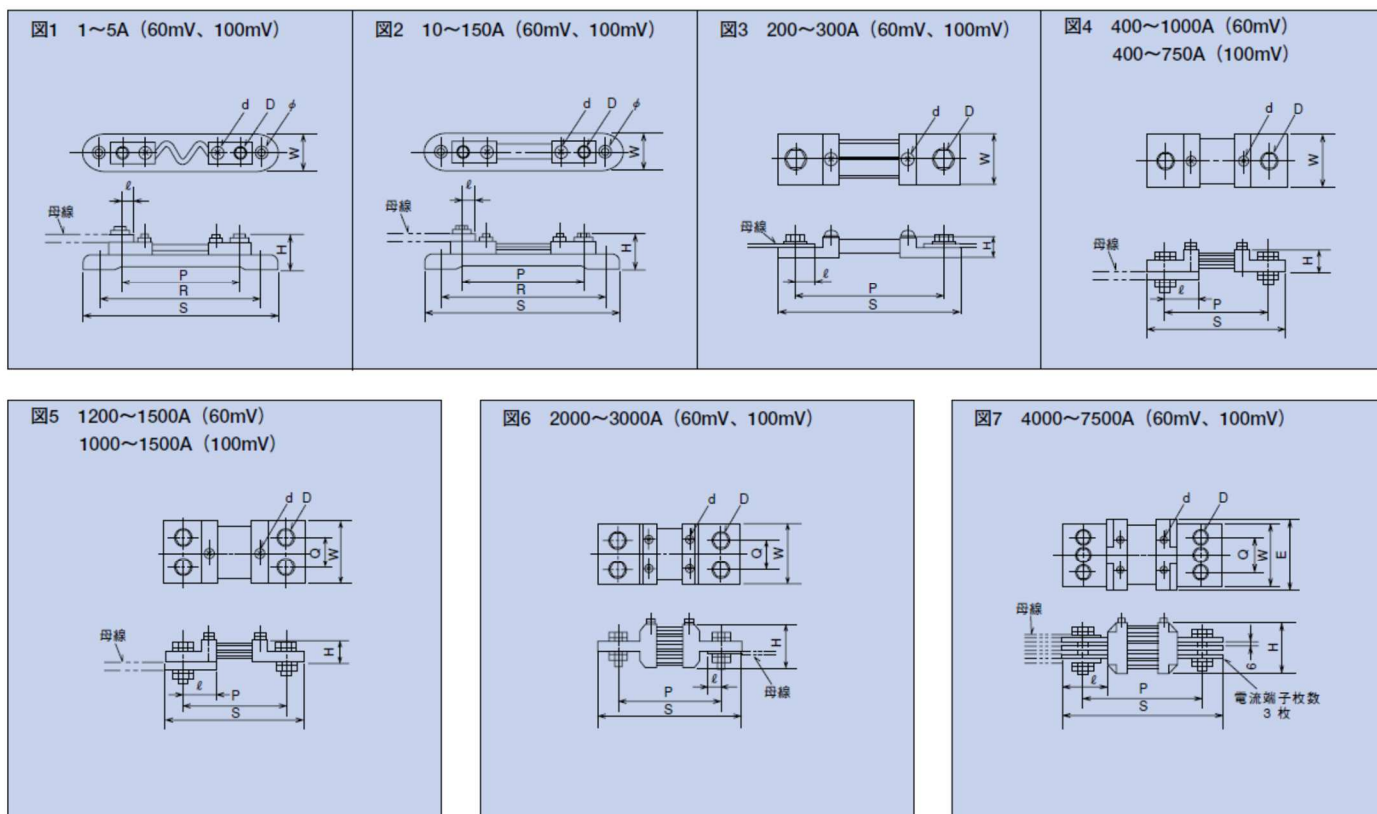 図1 1～5A（60mV、100mV）
d D φ
W
ℓ
母線
H
P
R
S
図2 10～150A（60mV、100mV）
d D φ
W
ℓ
母線
H
P
R
S
図3 200～300A（60mV、100mV）
d D
W
母線
H
ℓ
P
S
図4 400～1000A（60mV）
400～750A（100mV）
d D
W
母線
H
ℓ P
S
図5 1200～1500A（60mV）
1000～1500A（100mV）
d D
Q W
母線
H
ℓ P
S
図6 2000～3000A（60mV、100mV）
d D
Q W
H
P ℓ
母線
S
図7 4000～7500A（60mV、100mV）
d D
Q W E
母線
6 H
ℓ P
電流端子枚数
S
3 枚